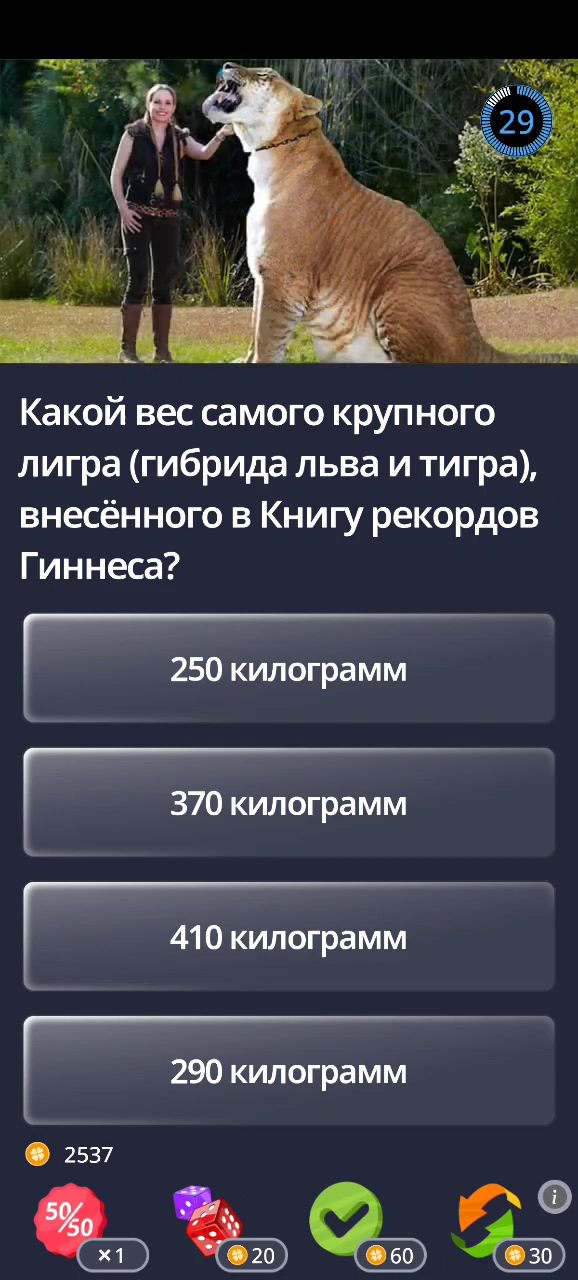 29
Какой вес самого крупного
лигра (гибрида льва и тигра),
внесённого в Книгу рекордов
Гиннеса?
250 килограмм
370 килограмм
410 килограмм
290 килограмм
2537
50/50
×1
20
60
30
i